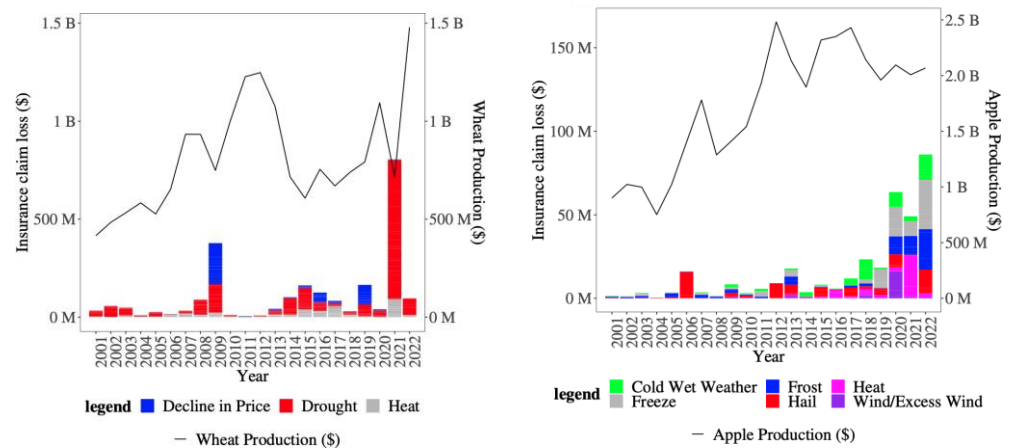 1.5 B
1 B
500 M
0 M
Insurance claim loss ($)
1.5 B
1 B
500 M
0 M
Wheat Production ($)
2001 2002 2003 2004 2005 2006 2007 2008 2009 2010 2011 2012 2013 2014 2015 2016 2017 2018 2019 2020 2021 2022
Year
legend Decline in Price Drought Heat
Wheat Production ($)
150 M
100 M
50 M
0 M
Insurance claim loss ($)
2.5 B
2.0 B
1.5 B
1 B
500 M
0 M
Apple Production ($)
2001 2002 2003 2004 2005 2006 2007 2008 2009 2010 2011 2012 2013 2014 2015 2016 2017 2018 2019 2020 2021 2022
Year
legend Cold Wet Weather Frost Heat
Freeze Hail Wind/Excess Wind
Apple Production ($)